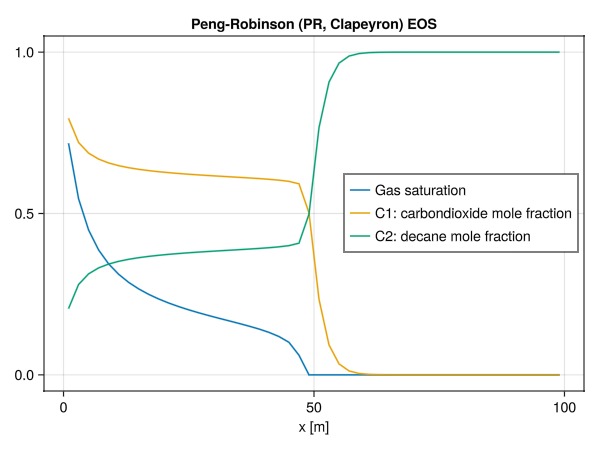 Peng-Robinson (PR, Clapeyron) EOS
1.0
Gas saturation
C1: carbondioxide mole fraction
0.5
C2: decane mole fraction
0.0
0 50 100
x [m]